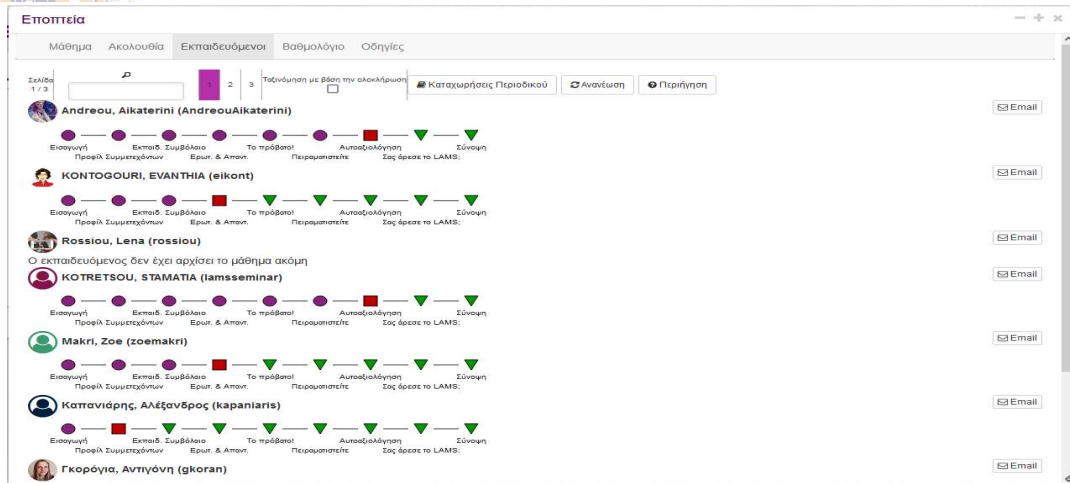 Εποπτεία
Μάθημα Ακολουθία Εκπαιδευόμενοι Βαθμολόγιο Οδηγίες
Σελίδα 1 / 3
1 2 3
Ταξινόμηση με βάση την ολοκλήρωση
Καταχωρήσεις Περιοδικού Ανανέωση Περιήγηση
Andreou, Aikaterini (AndreouAikaterini) Email
Εισαγωγή Εκπαιδ. Συμβόλαιο Το πρόβατο! Αυτοαξιολόγηση Σύνοψη
Προφίλ Συμμετεχόντων Ερωτ. & Απαντ. Πειραματιστείτε Σας άρεσε το LAMS;
KONTOGOURI, EVANTHIA (eikont) Email
Εισαγωγή Εκπαιδ. Συμβόλαιο Το πρόβατο! Αυτοαξιολόγηση Σύνοψη
Προφίλ Συμμετεχόντων Ερωτ. & Απαντ. Πειραματιστείτε Σας άρεσε το LAMS;
Rossiou, Lena (rossiou) Email
Ο εκπαιδευόμενος δεν έχει αρχίσει το μάθημα ακόμη
KOTRETSOU, STAMATIA (lamsseminar) Email
Εισαγωγή Εκπαιδ. Συμβόλαιο Το πρόβατο! Αυτοαξιολόγηση Σύνοψη
Προφίλ Συμμετεχόντων Ερωτ. & Απαντ. Πειραματιστείτε Σας άρεσε το LAMS;
Makri, Zoe (zoemakri) Email
Εισαγωγή Εκπαιδ. Συμβόλαιο Το πρόβατο! Αυτοαξιολόγηση Σύνοψη
Προφίλ Συμμετεχόντων Ερωτ. & Απαντ. Πειραματιστείτε Σας άρεσε το LAMS;
Καπανιάρης, Αλέξανδρος (kapaniaris) Email
Εισαγωγή Εκπαιδ. Συμβόλαιο Το πρόβατο! Αυτοαξιολόγηση Σύνοψη
Προφίλ Συμμετεχόντων Ερωτ. & Απαντ. Πειραματιστείτε Σας άρεσε το LAMS;
Γκορόγια, Αντιγόνη (gkoran) Email